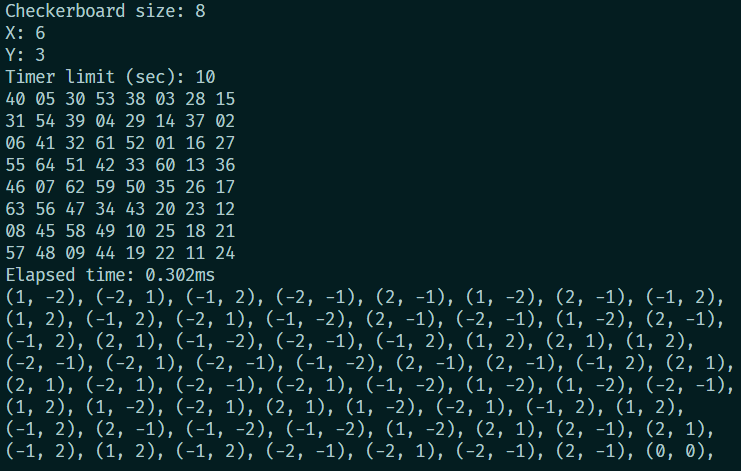 Checkerboard size: 8
X: 6
Y: 3
Timer limit (sec): 10
40 05 30 53 38 03 28 15
31 54 39 04 29 14 37 02
06 41 32 61 52 01 16 27
55 64 51 42 33 60 13 36
46 07 62 59 50 35 26 17
63 56 47 34 43 20 23 12
08 45 58 49 10 25 18 21
57 48 09 44 19 22 11 24
Elapsed time: 0.302ms
(1, -2), (-2, 1), (-1, 2), (-2, -1), (2, -1), (1, -2), (2, -1), (-1, 2),
(1, 2), (-1, 2), (-2, 1), (-1, -2), (2, -1), (-2, -1), (1, -2), (2, -1),
(-1, 2), (2, 1), (-1, -2), (-2, -1), (-1, 2), (1, 2), (2, 1), (1, 2),
(-2, -1), (-2, 1), (-2, -1), (-1, -2), (2, -1), (2, -1), (-1, 2), (2, 1),
(2, 1), (-2, 1), (-2, -1), (-2, 1), (-1, -2), (1, -2), (1, -2), (-2, -1),
(1, 2), (1, -2), (-2, 1), (2, 1), (1, -2), (-2, 1), (-1, 2), (1, 2),
(-1, 2), (2, -1), (-1, -2), (-1, -2), (1, -2), (2, 1), (2, -1), (2, 1),
(-1, 2), (1, 2), (-1, 2), (-2, -1), (-2, 1), (-2, -1), (2, -1), (0, 0),